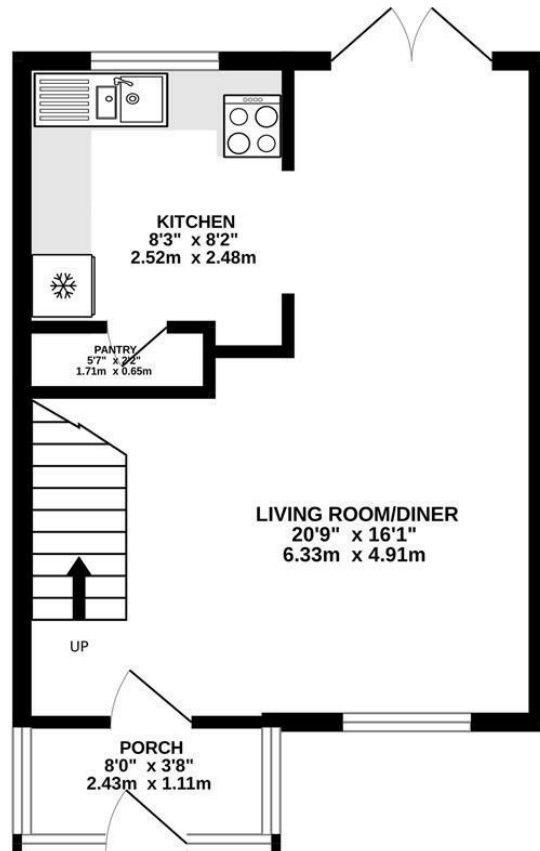 KITCHEN
8'3" x 8'2"
2.52m x 2.48m
PANTRY
5'7" x 2'2"
1.71m x 0.65m
LIVING ROOM/DINER
20'9" x 16'1"
6.33m x 4.91m
UP
PORCH
8'0" x 3'8"
2.43m x 1.11m